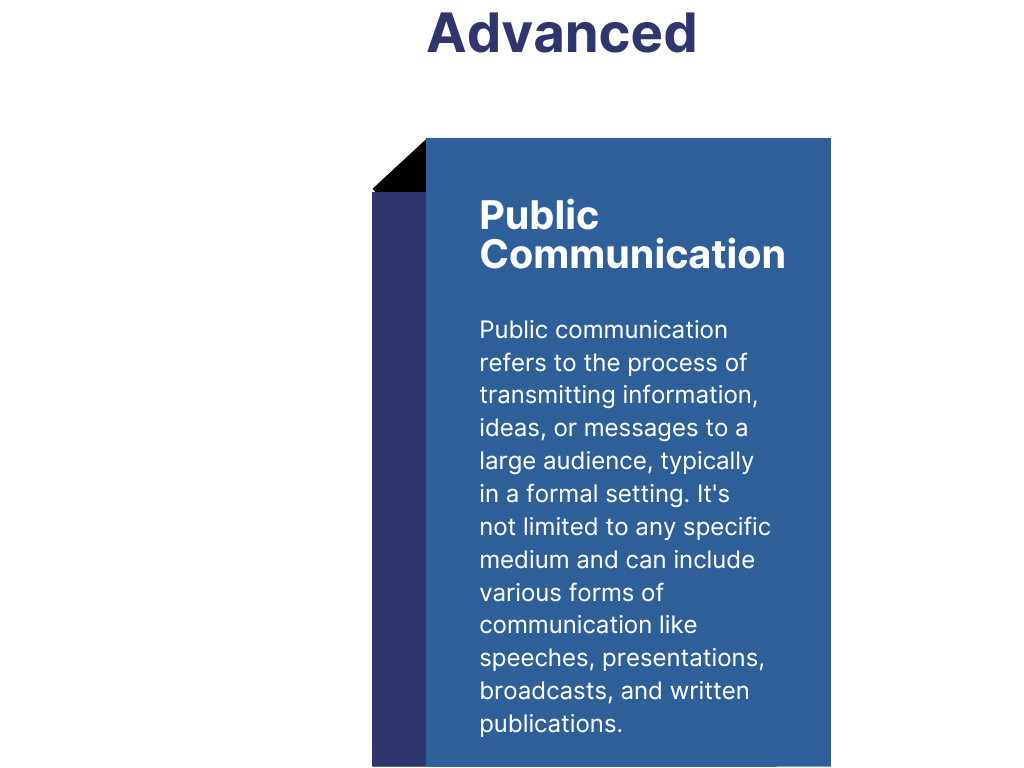 Advanced
Public
Communication
Public communication
refers to the process of
transmitting information,
ideas, or messages to a
large audience, typically
in a formal setting. It's
not limited to any specific
medium and can include
various forms of
communication like
speeches, presentations,
broadcasts, and written
publications.